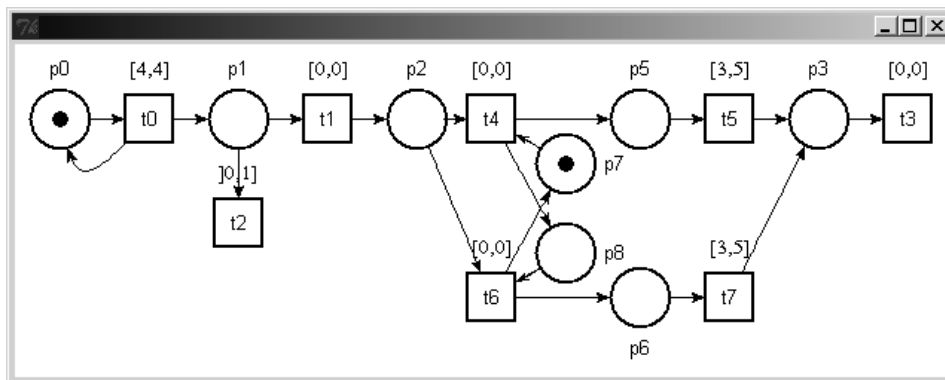 p0 [4,4] p1 [0,0] p2 [0,0] p5 [3,5] p3 [0,0]
t0 t1 t4 t5 t3
p7
]0,1]
t2
[0,0] p8 [3,5]
t6 t7
p6